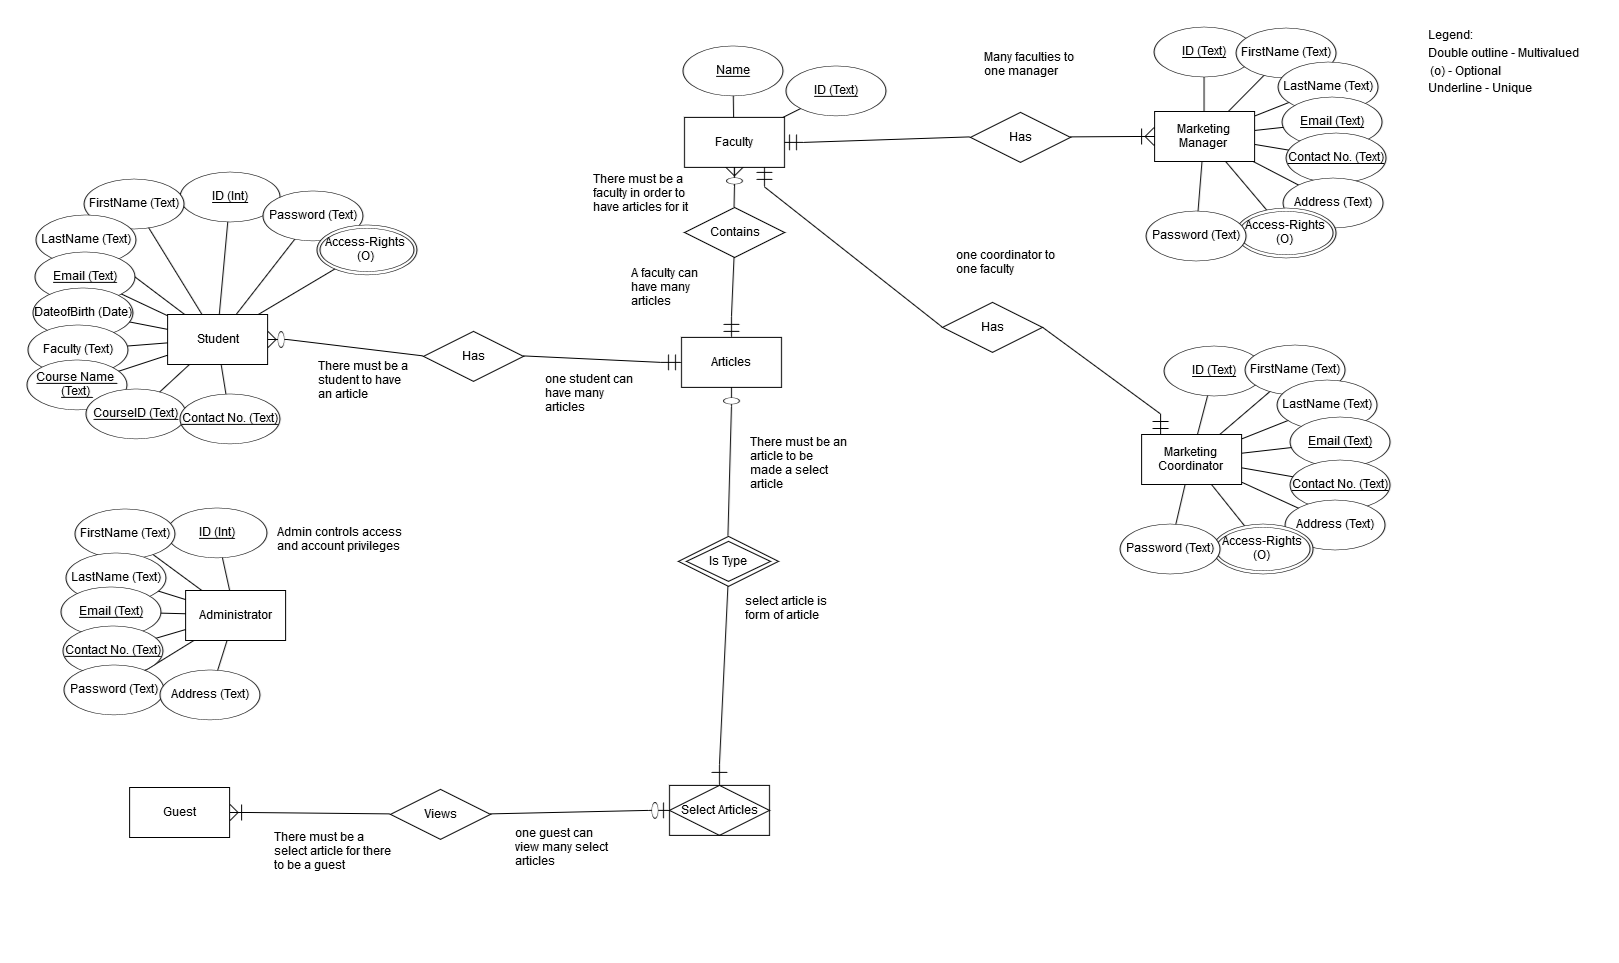 Legend:
Double outline - Multivalued
(o) - Optional
Underline - Unique
Name
ID (Text)
Faculty
Many faculties to
one manager
Has
ID (Text)
FirstName (Text)
LastName (Text)
Email (Text)
Contact No. (Text)
Address (Text)
Access-Rights
(O)
Password (Text)
Marketing
Manager
There must be a
faculty in order to
have articles for it
Contains
A faculty can
have many
articles
one coordinator to
one faculty
Has
ID (Int)
FirstName (Text)
Password (Text)
Access-Rights
(O)
LastName (Text)
Email (Text)
DateofBirth (Date)
Faculty (Text)
Course Name
(Text)
CourseID (Text)
Contact No. (Text)
Student
There must be a
student to have
an article
Has
one student can
have many
articles
Articles
ID (Text)
FirstName (Text)
LastName (Text)
Email (Text)
Contact No. (Text)
Address (Text)
Access-Rights
(O)
Password (Text)
Marketing
Coordinator
There must be an
article to be
made a select
article
Is Type
select article is
form of article
FirstName (Text)
ID (Int)
Admin controls access
and account privileges
LastName (Text)
Email (Text)
Contact No. (Text)
Password (Text)
Address (Text)
Administrator
Guest
There must be a
select article for there
to be a guest
Views
one guest can
view many select
articles
Select Articles